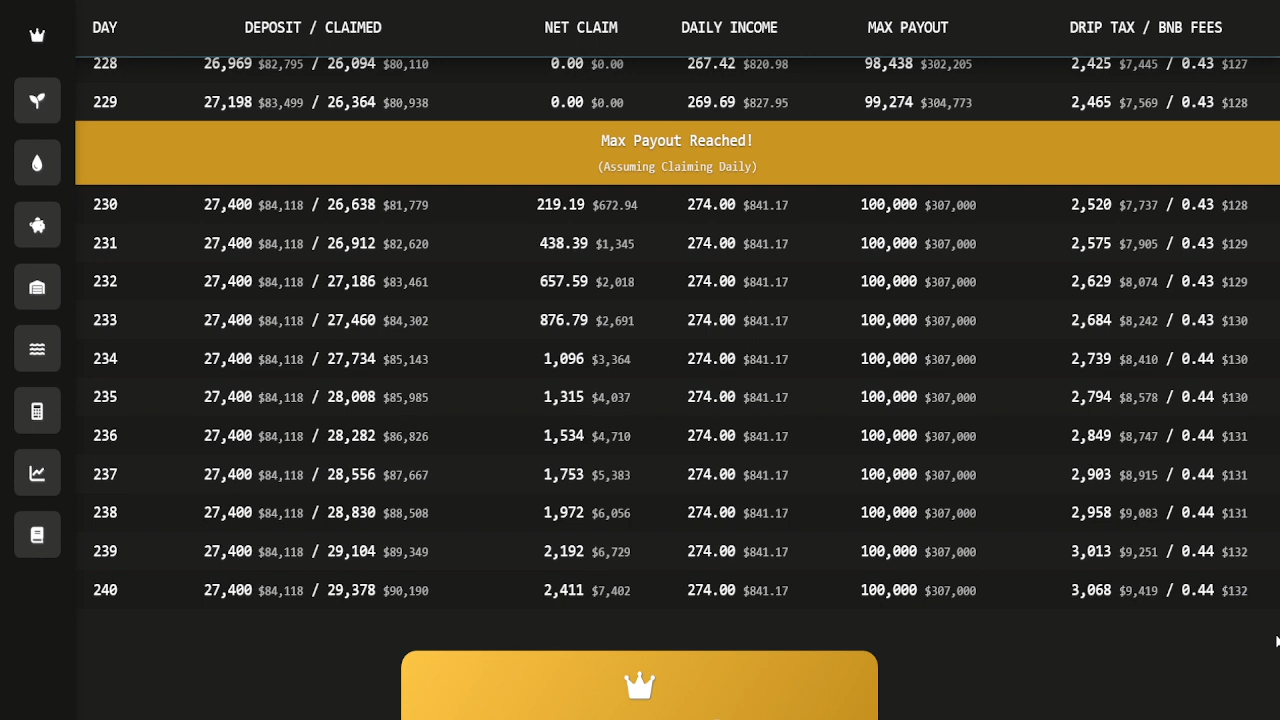 DAY DEPOSIT / CLAIMED NET CLAIM DAILY INCOME MAX PAYOUT DRIP TAX / BNB FEES
228 26,969 $82,795 / 26,094 $80,110 0.00 $0.00 267.42 $820.98 98,438 $302,205 2,425 $7,445 / 0.43 $127
229 27,198 $83,499 / 26,364 $80,938 0.00 $0.00 269.69 $827.95 99,274 $304,773 2,465 $7,569 / 0.43 $128
Max Payout Reached!
(Assuming Claiming Daily)
230 27,400 $84,118 / 26,638 $81,779 219.19 $672.94 274.00 $841.17 100,000 $307,000 2,520 $7,737 / 0.43 $128
231 27,400 $84,118 / 26,912 $82,620 438.39 $1,345 274.00 $841.17 100,000 $307,000 2,575 $7,905 / 0.43 $129
232 27,400 $84,118 / 27,186 $83,461 657.59 $2,018 274.00 $841.17 100,000 $307,000 2,629 $8,074 / 0.43 $129
233 27,400 $84,118 / 27,460 $84,302 876.79 $2,691 274.00 $841.17 100,000 $307,000 2,684 $8,242 / 0.43 $130
234 27,400 $84,118 / 27,734 $85,143 1,096 $3,364 274.00 $841.17 100,000 $307,000 2,739 $8,410 / 0.44 $130
235 27,400 $84,118 / 28,008 $85,985 1,315 $4,037 274.00 $841.17 100,000 $307,000 2,794 $8,578 / 0.44 $130
236 27,400 $84,118 / 28,282 $86,826 1,534 $4,710 274.00 $841.17 100,000 $307,000 2,849 $8,747 / 0.44 $131
237 27,400 $84,118 / 28,556 $87,667 1,753 $5,383 274.00 $841.17 100,000 $307,000 2,903 $8,915 / 0.44 $131
238 27,400 $84,118 / 28,830 $88,508 1,972 $6,056 274.00 $841.17 100,000 $307,000 2,958 $9,083 / 0.44 $131
239 27,400 $84,118 / 29,104 $89,349 2,192 $6,729 274.00 $841.17 100,000 $307,000 3,013 $9,251 / 0.44 $132
240 27,400 $84,118 / 29,378 $90,190 2,411 $7,402 274.00 $841.17 100,000 $307,000 3,068 $9,419 / 0.44 $132